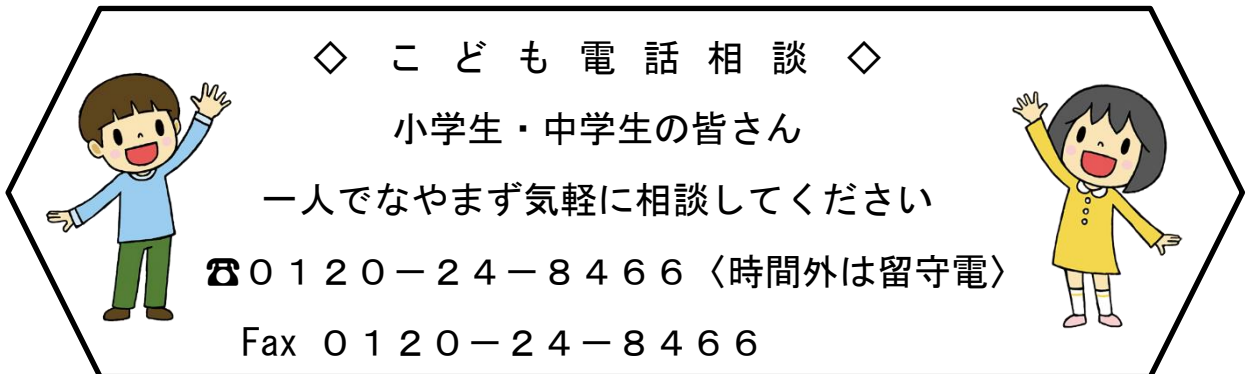 ◇ こ ど も 電 話 相 談 ◇
小学生・中学生の皆さん
一人でなやまず気軽に相談してください
☎０１２０－２４－８４６６〈時間外は留守電〉
Fax ０１２０－２４－８４６６